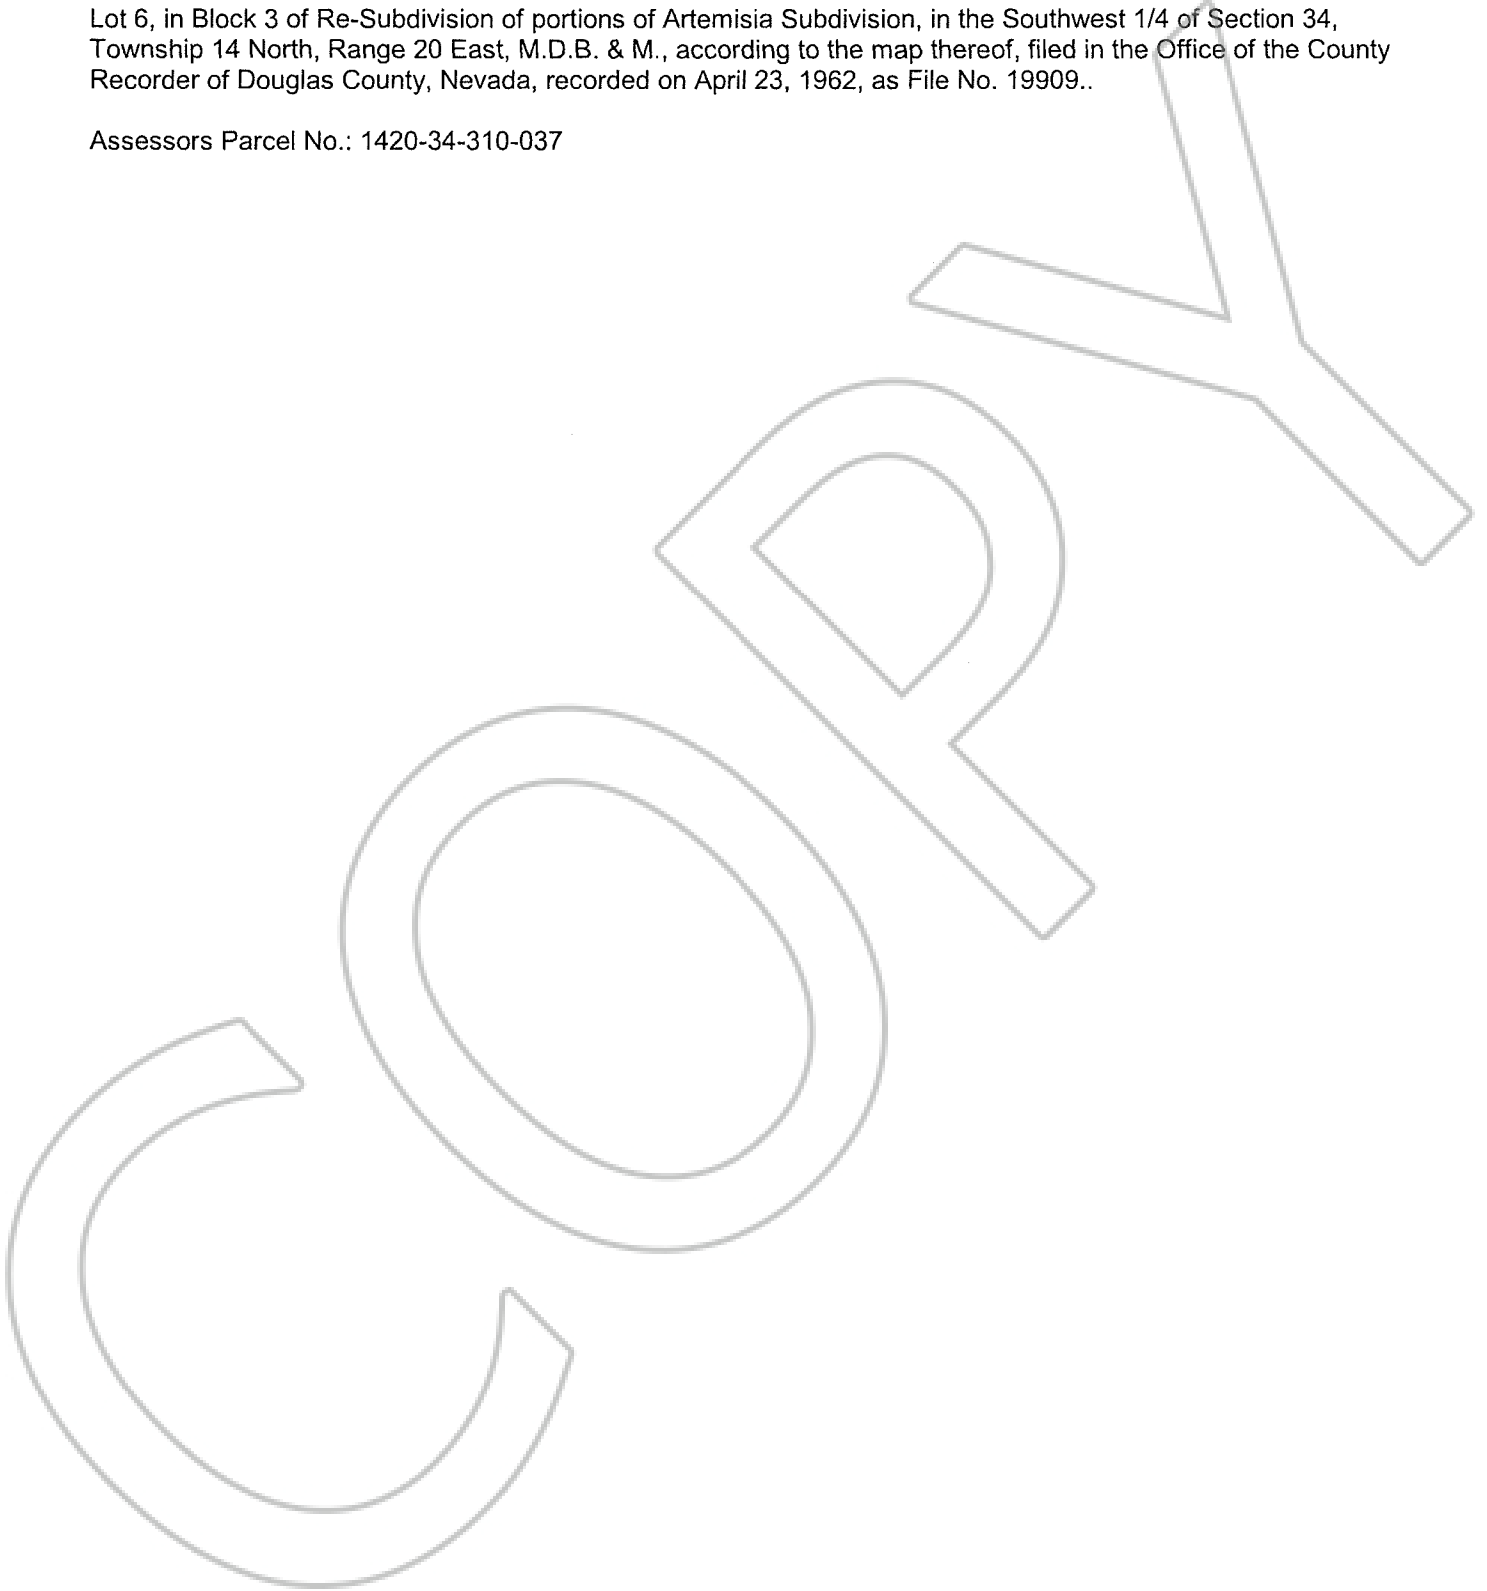 Lot 6, in Block 3 of Re-Subdivision of portions of Artemisia Subdivision, in the Southwest 1/4 of Section 34,
Township 14 North, Range 20 East, M.D.B. & M., according to the map thereof, filed in the Office of the County
Recorder of Douglas County, Nevada, recorded on April 23, 1962, as File No. 19909..
Assessors Parcel No.: 1420-34-310-037
COPY